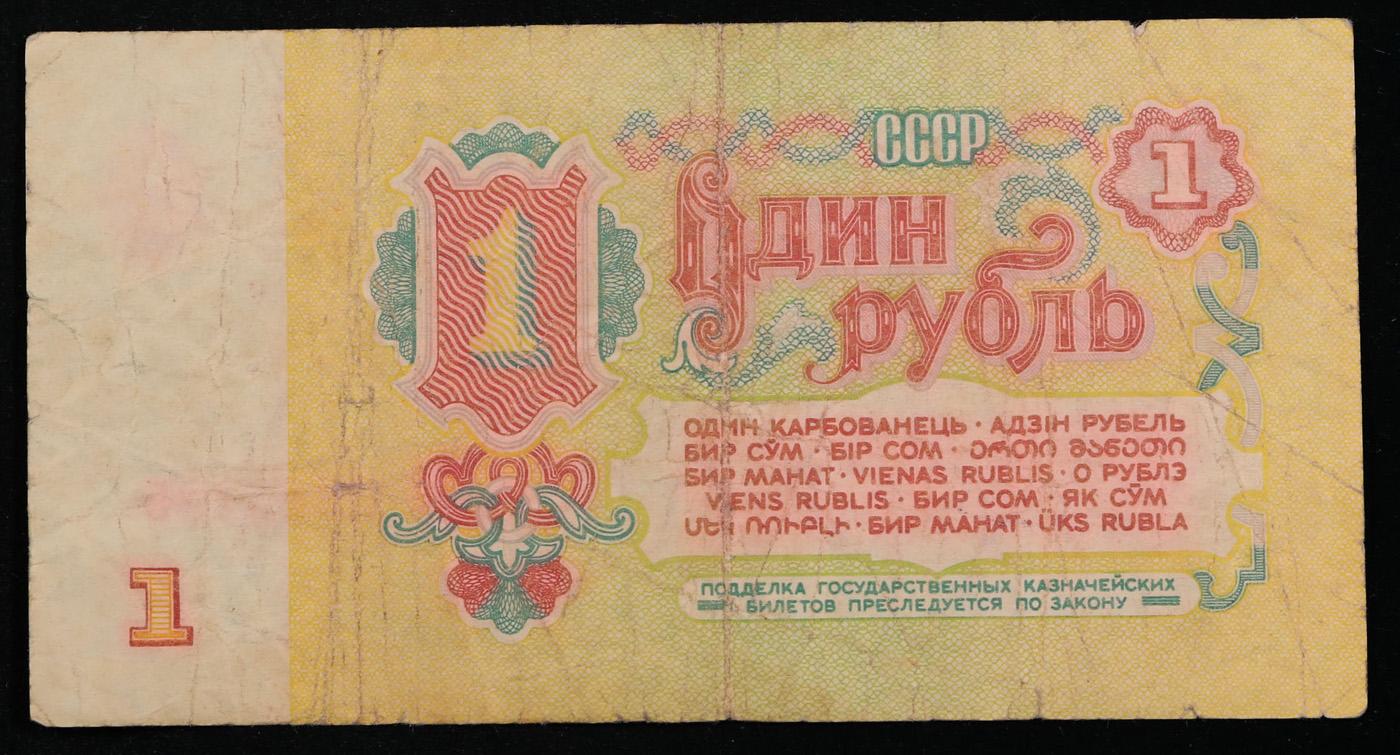 СССР
1
1
Один
рубль
ОДИН КАРБОВАНЕЦЬ · АДЗІН РУБЕЛЬ
БИР СЎМ · БІР СОМ · ᲔᲠᲗᲘ ᲛᲐᲜᲔᲗᲘ
БИР МАНАТ · VIENAS RUBLIS · О РУБЛЭ
VIENS RUBLIS · БИР СОМ · ЯК СӮМ
ՄԵԿ ՌՈՒԲԼԻ · БИР МАНАТ · ÜKS RUBLA
ПОДДЕЛКА ГОСУДАРСТВЕННЫХ КАЗНАЧЕЙСКИХ
БИЛЕТОВ ПРЕСЛЕДУЕТСЯ ПО ЗАКОНУ
1